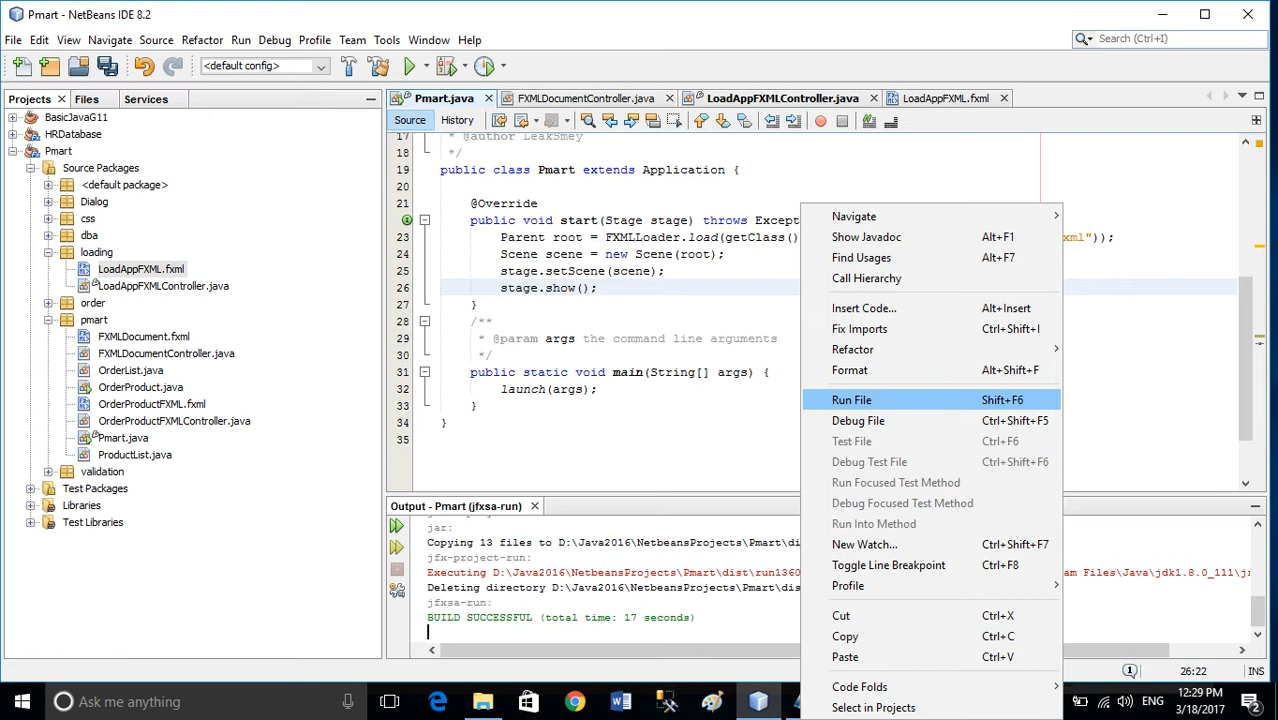 Pmart - NetBeans IDE 8.2
File Edit View Navigate Source Refactor Run Debug Profile Team Tools Window Help
Search (Ctrl+I)
<default config>
Projects Files Services
Pmart.java FXMLDocumentController.java LoadAppFXMLController.java LoadAppFXML.fxml
Source History
BasicJavaG11
HRDatabase
Pmart
Source Packages
<default package>
Dialog
css
dba
loading
LoadAppFXML.fxml
LoadAppFXMLController.java
order
pmart
FXMLDocument.fxml
FXMLDocumentController.java
OrderList.java
OrderProduct.java
OrderProductFXML.fxml
OrderProductFXMLController.java
Pmart.java
ProductList.java
validation
Test Packages
Libraries
Test Libraries
17 * @author LeakSmey
18 */
19 public class Pmart extends Application {
20
21 @Override
22 public void start(Stage stage) throws Except
23 Parent root = FXMLLoader.load(getClass() xml"));
24 Scene scene = new Scene(root);
25 stage.setScene(scene);
26 stage.show();
27 }
28 /**
29 * @param args the command line arguments
30 */
31 public static void main(String[] args) {
32 launch(args);
33 }
34 }
35
Navigate
Show Javadoc Alt+F1
Find Usages Alt+F7
Call Hierarchy
Insert Code... Alt+Insert
Fix Imports Ctrl+Shift+I
Refactor
Format Alt+Shift+F
Run File Shift+F6
Debug File Ctrl+Shift+F5
Test File Ctrl+F6
Debug Test File Ctrl+Shift+F6
Run Focused Test Method
Debug Focused Test Method
Run Into Method
New Watch... Ctrl+Shift+F7
Toggle Line Breakpoint Ctrl+F8
Profile
Cut Ctrl+X
Copy Ctrl+C
Paste Ctrl+V
Code Folds
Select in Projects
Output - Pmart (jfxsa-run)
jar:
Copying 13 files to D:\Java2016\NetbeansProjects\Pmart\dis
jfx-project-run:
Executing D:\Java2016\NetbeansProjects\Pmart\dist\run1360 am Files\Java\jdk1.8.0_111\j
Deleting directory D:\Java2016\NetbeansProjects\Pmart\dis
jfxsa-run:
BUILD SUCCESSFUL (total time: 17 seconds)
1 26:22 INS
Ask me anything
ENG 12:29 PM
3/18/2017 2